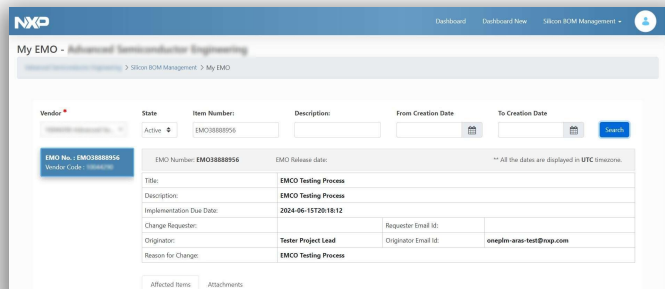 NXP
Dashboard Dashboard New Silicon BOM Management
My EMO -
> Silicon BOM Management > My EMO
Vendor * State Item Number: Description: From Creation Date To Creation Date
Active EMO38888956 Search
EMO No. : EMO38888956
Vendor Code :
EMO Number: EMO38888956 EMO Release date: ** All the dates are displayed in UTC timezone.
Title: EMCO Testing Process
Description: EMCO Testing Process
Implementation Due Date: 2024-06-15T20:18:12
Change Requester: Requester Email Id:
Originator: Tester Project Lead Originator Email Id: oneplm-aras-test@nxp.com
Reason for Change: EMCO Testing Process
Affected Items Attachments